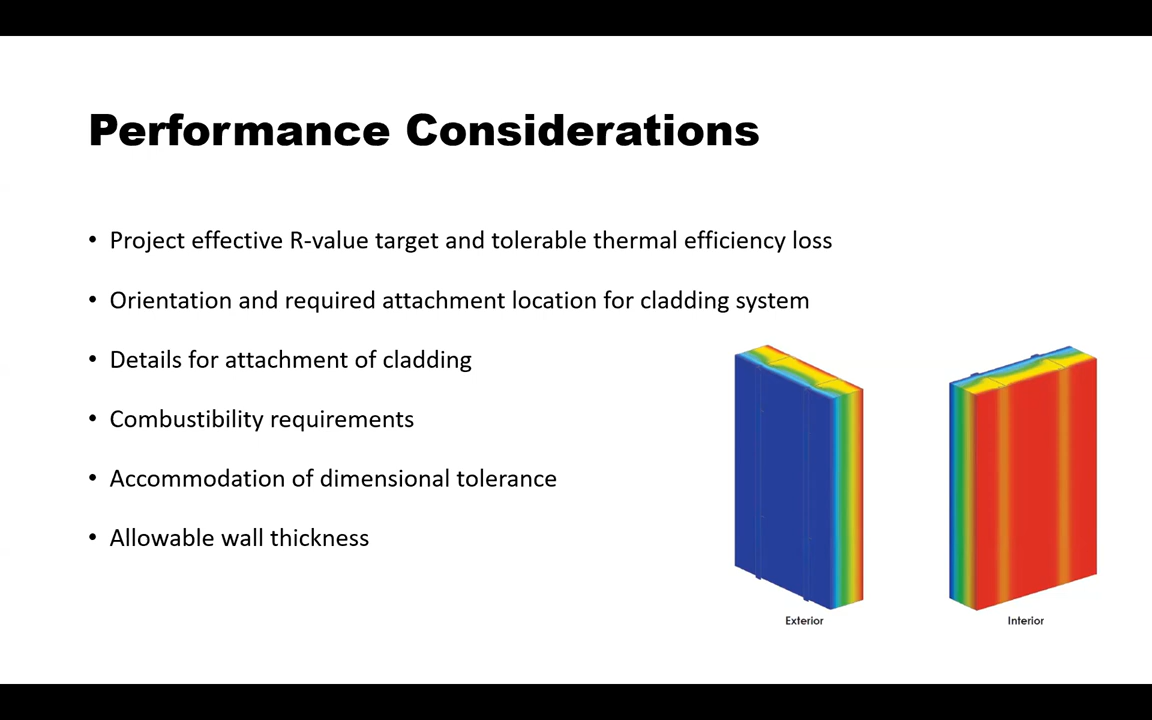 Performance Considerations
• Project effective R-value target and tolerable thermal efficiency loss
• Orientation and required attachment location for cladding system
• Details for attachment of cladding
• Combustibility requirements
• Accommodation of dimensional tolerance
• Allowable wall thickness
Exterior
Interior